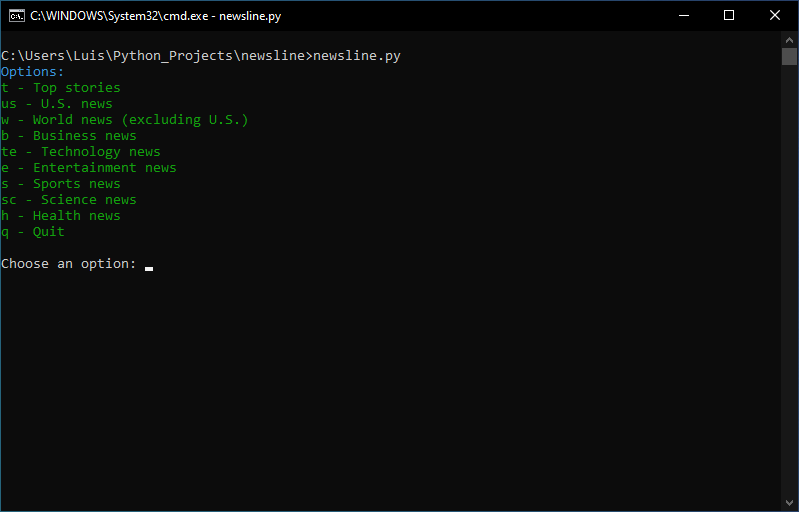 C:\WINDOWS\System32\cmd.exe - newsline.py
C:\Users\Luis\Python_Projects\newsline>newsline.py
Options:
t - Top stories
us - U.S. news
w - World news (excluding U.S.)
b - Business news
te - Technology news
e - Entertainment news
s - Sports news
sc - Science news
h - Health news
q - Quit
Choose an option: